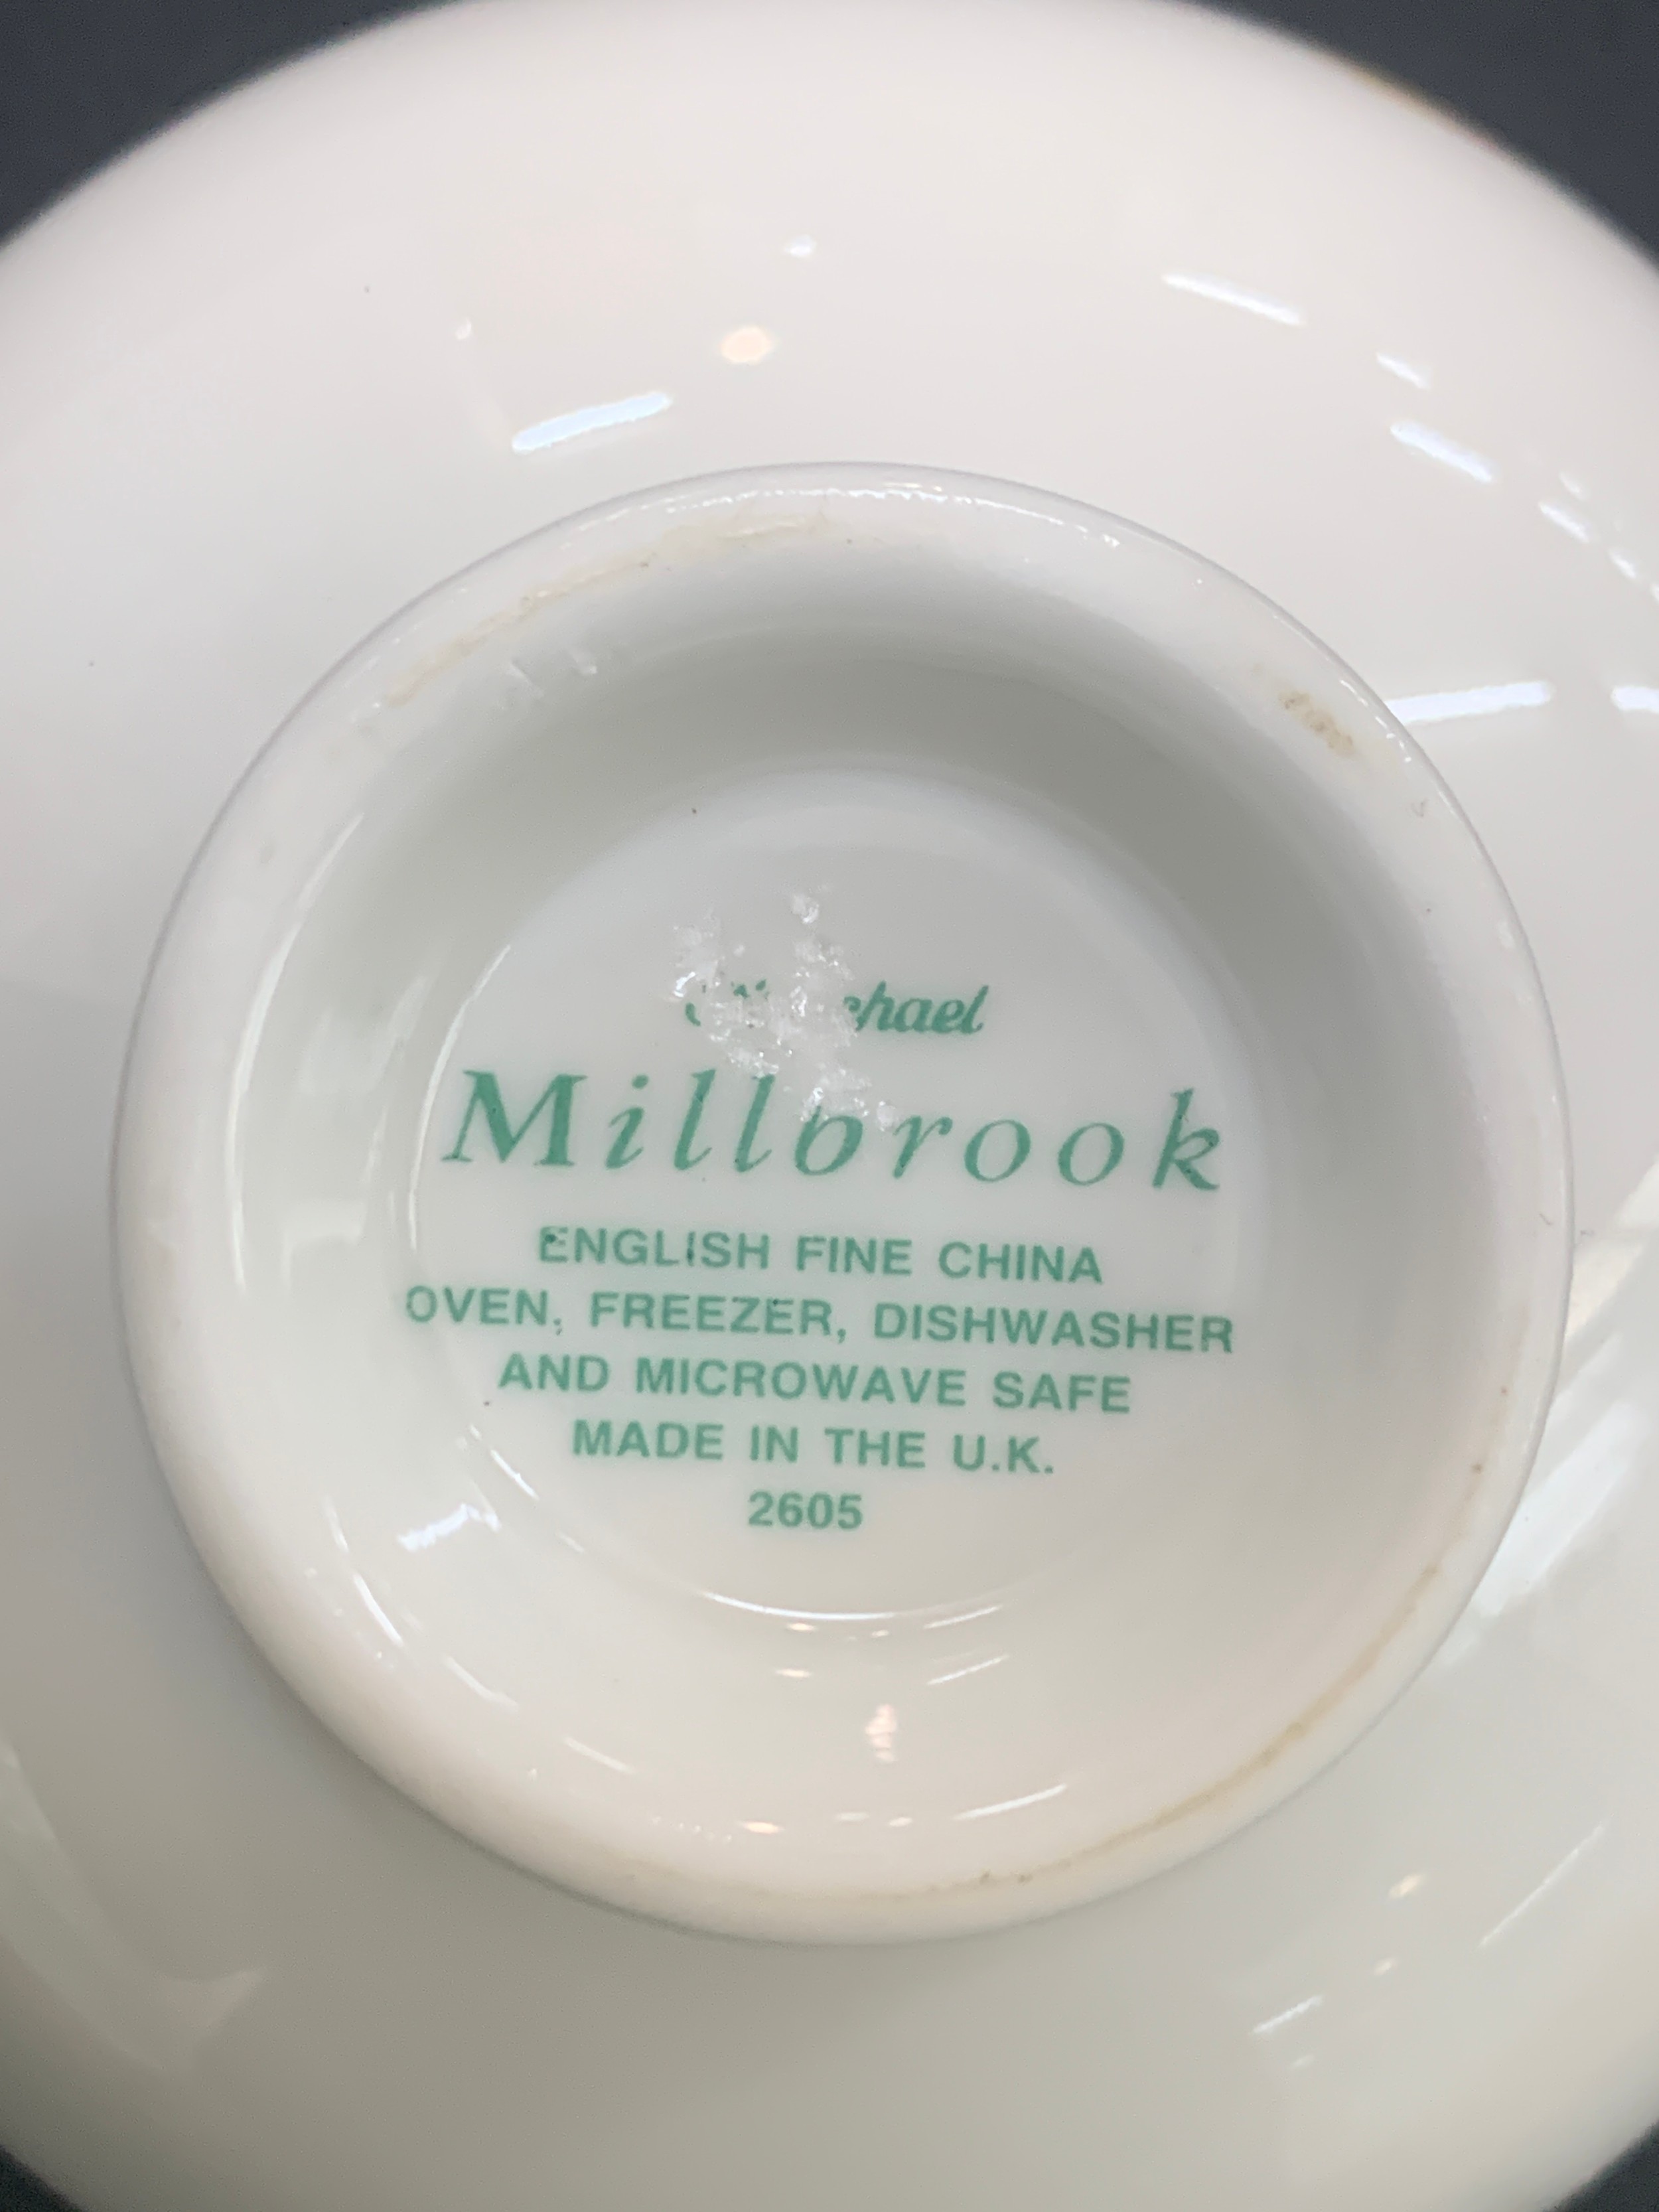 Millbrook
ENGLISH FINE CHINA
OVEN, FREEZER, DISHWASHER
AND MICROWAVE SAFE
MADE IN THE U.K.
2605